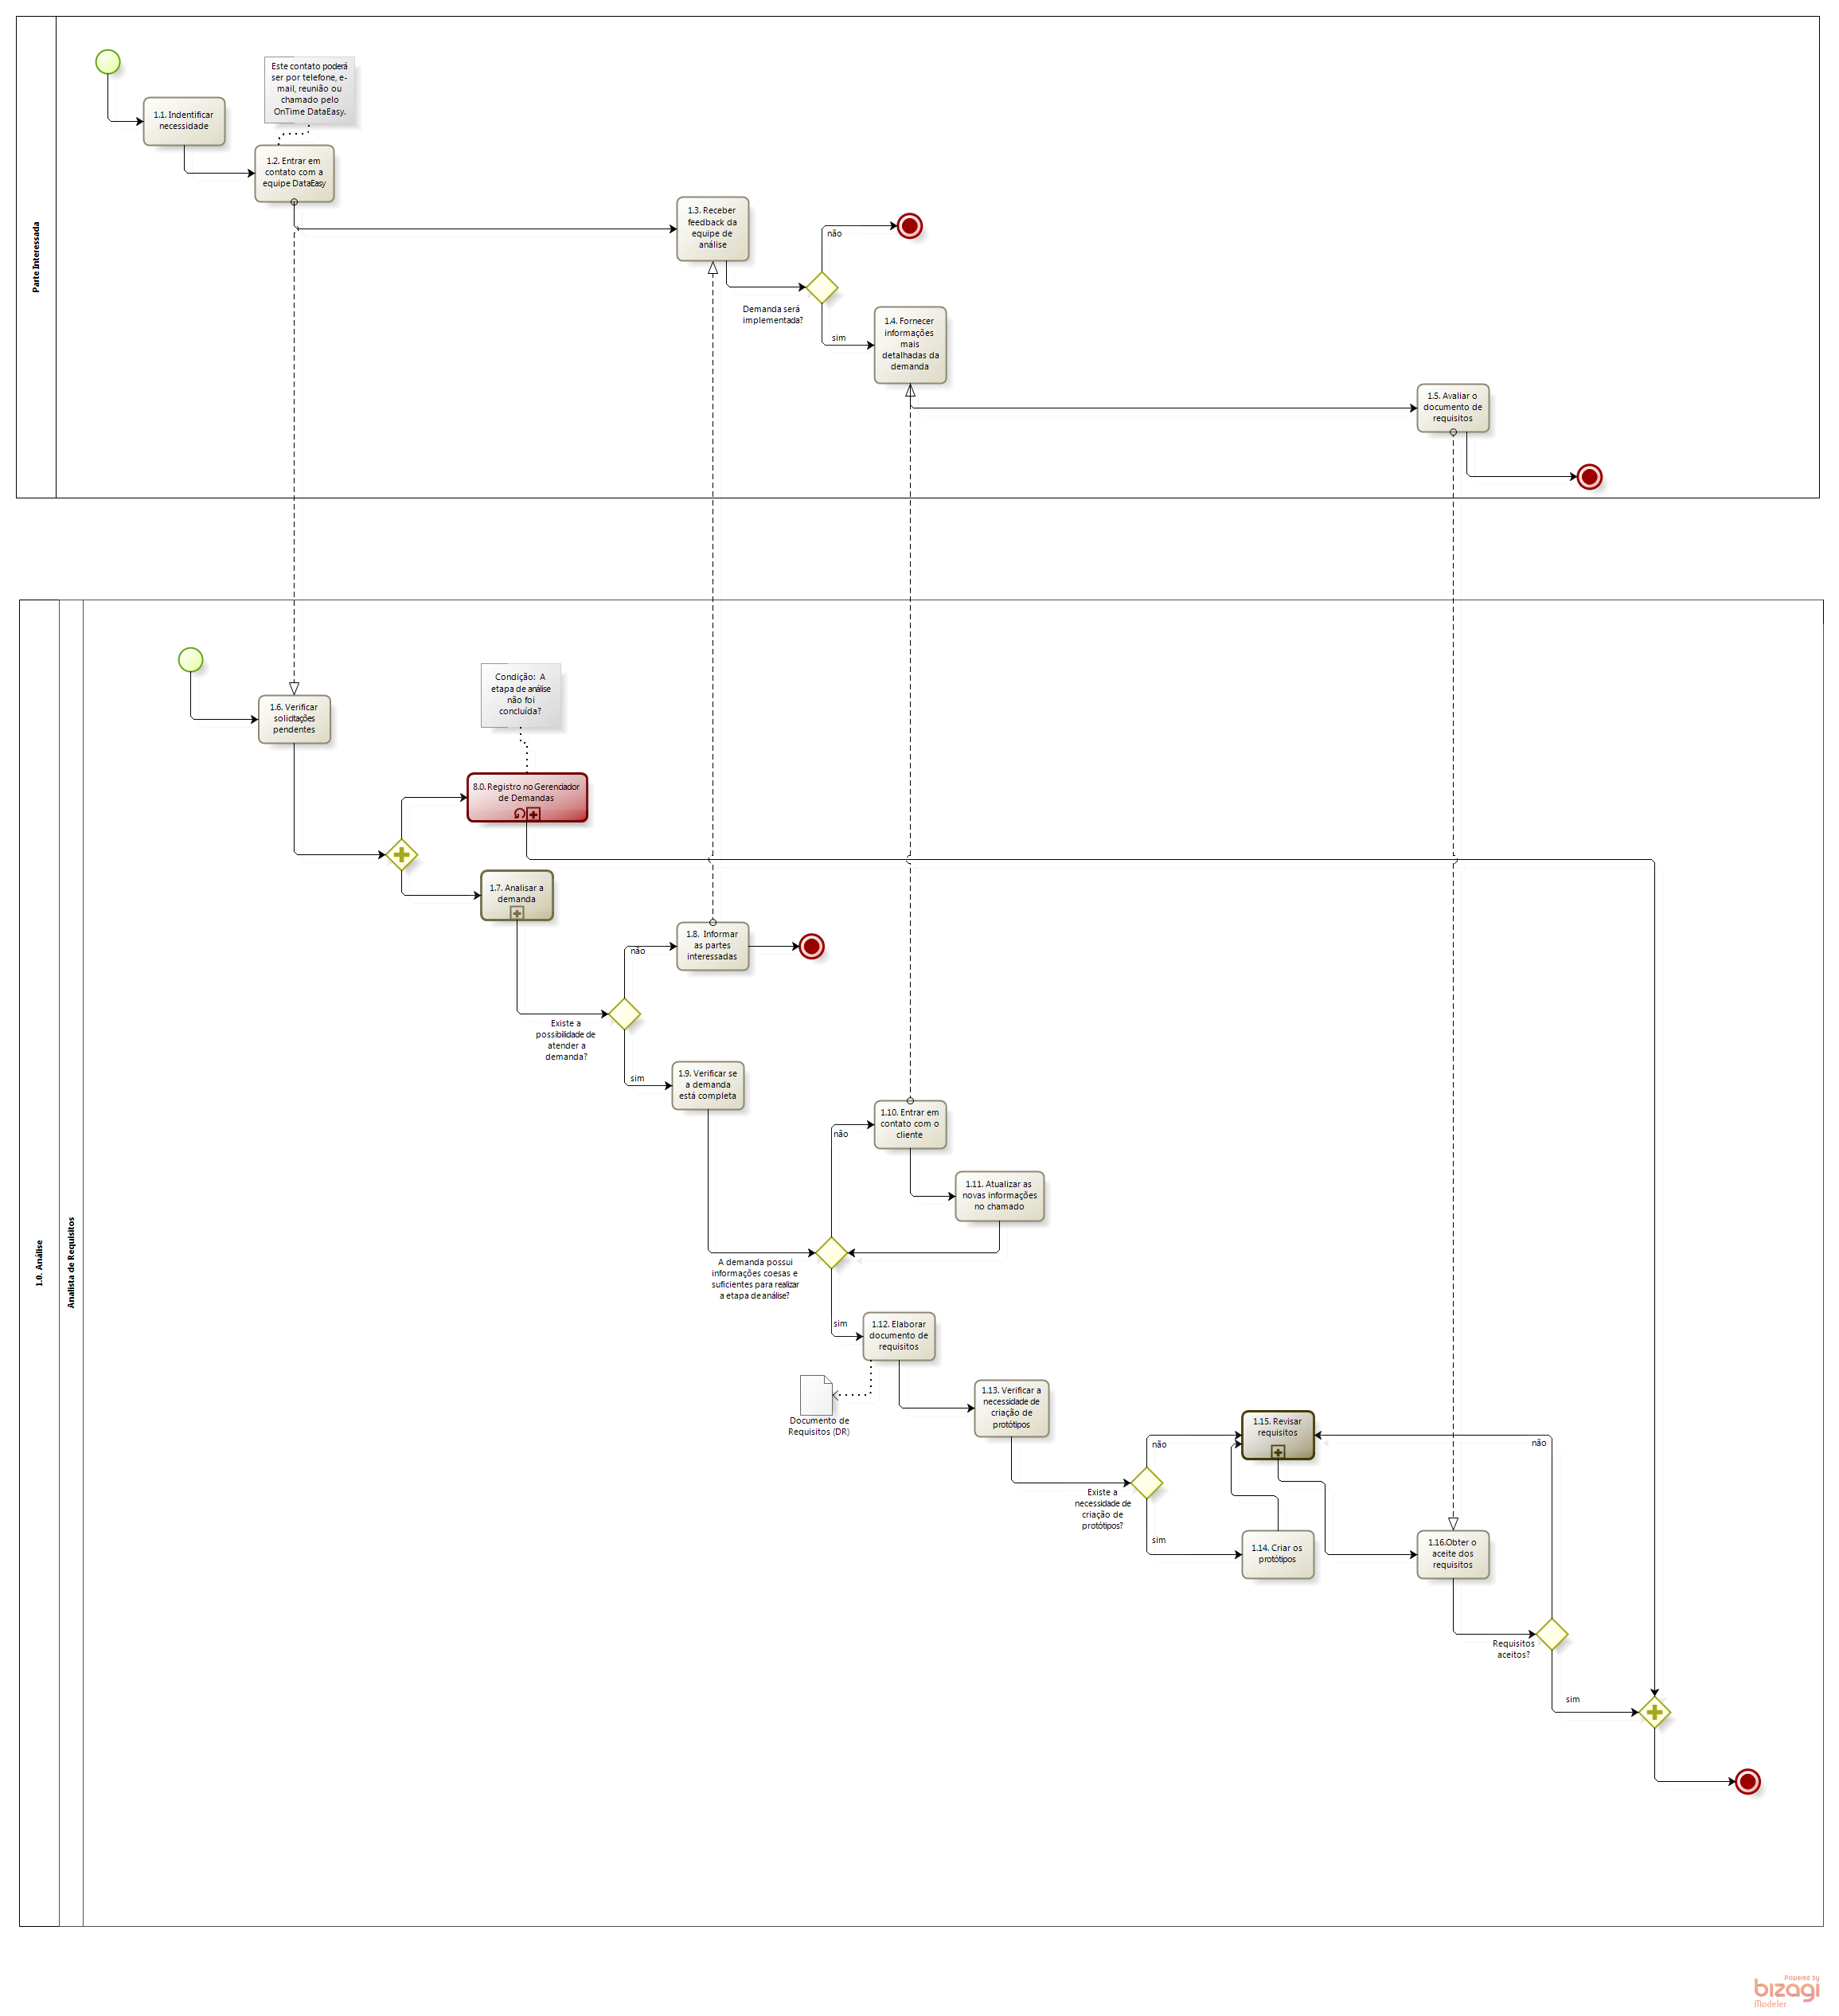 Parte Interessada
Este contato poderá
ser por telefone, e-
mail, reunião ou
chamado pelo
OnTime DataEasy.
1.1. Indentificar
necessidade
1.2. Entrar em
contato com a
equipe DataEasy
1.3. Receber
feedback da
equipe de
análise
não
Demanda será
implementada?
sim
1.4. Fornecer
informações
mais
detalhadas da
demanda
1.5. Avaliar o
documento de
requisitos
1.0. Análise
Analista de Requisitos
1.6. Verificar
solicitações
pendentes
Condição: A
etapa de análise
não foi
concluída?
8.0. Registro no Gerenciador
de Demandas
1.7. Analisar a
demanda
não
1.8. Informar
as partes
interessadas
Existe a
possibilidade de
atender a
demanda?
sim
1.9. Verificar se
a demanda
está completa
não
1.10. Entrar em
contato com o
cliente
1.11. Atualizar as
novas informações
no chamado
A demanda possui
informações coesas e
suficientes para realizar
a etapa de análise?
sim
1.12. Elaborar
documento de
requisitos
Documento de
Requisitos (DR)
1.13. Verificar a
necessidade de
criação de
protótipos
não
1.15. Revisar
requisitos
não
Existe a
necessidade de
criação de
protótipos?
sim
1.14. Criar os
protótipos
1.16.Obter o
aceite dos
requisitos
Requisitos
aceitos?
sim
Powered by
bizagi
Modeler